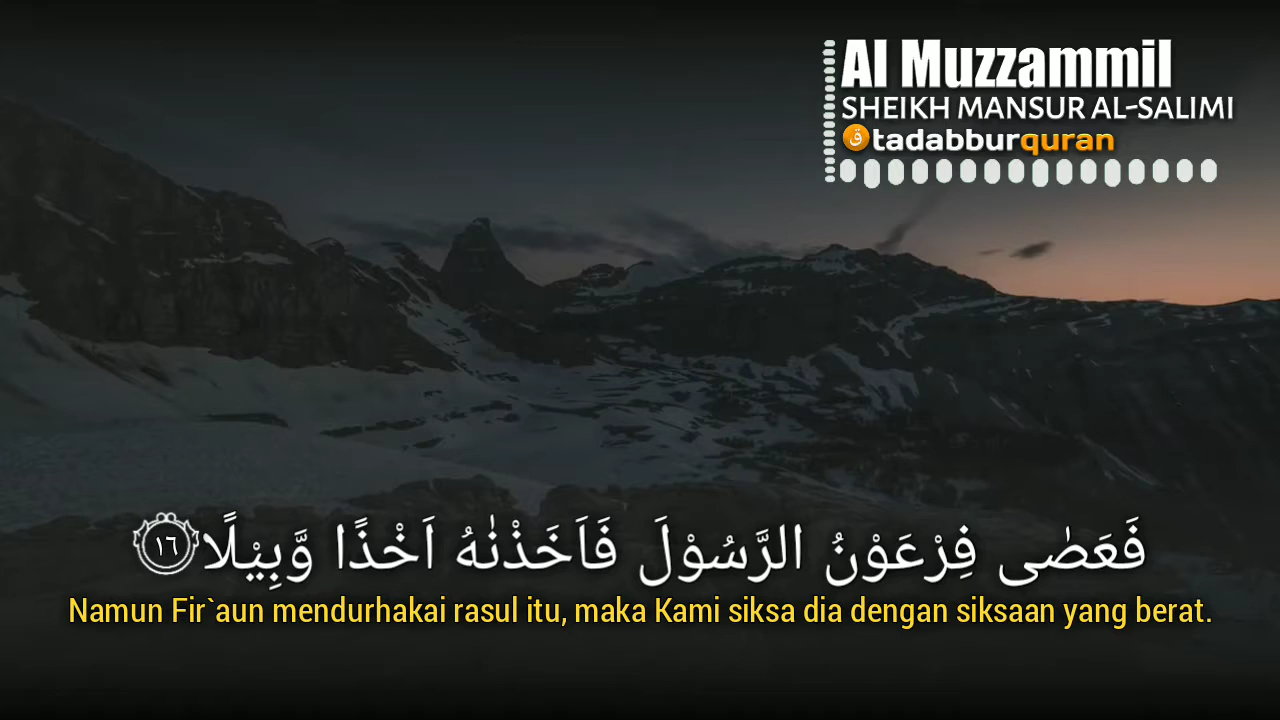 Al Muzzammil
SHEIKH MANSUR AL-SALIMI
ق tadabburquran
فَعَصٰى فِرْعَوْنُ الرَّسُوْلَ فَاَخَذْنٰهُ اَخْذًا وَّبِيْلًا ١٦
Namun Fir`aun mendurhakai rasul itu, maka Kami siksa dia dengan siksaan yang berat.